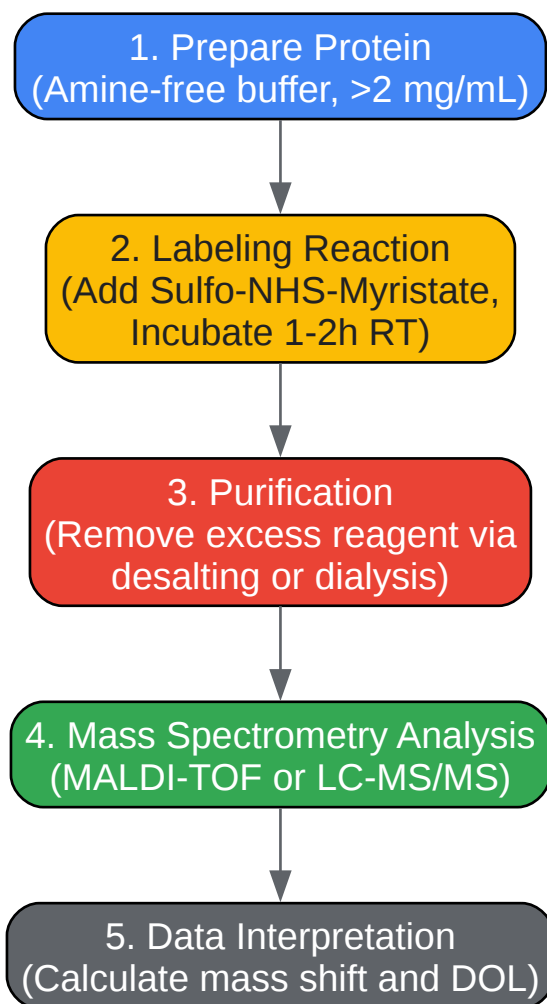 1. Prepare Protein
(Amine-free buffer, >2 mg/mL)
2. Labeling Reaction
(Add Sulfo-NHS-Myristate,
Incubate 1-2h RT)
3. Purification
(Remove excess reagent via
desalting or dialysis)
4. Mass Spectrometry Analysis
(MALDI-TOF or LC-MS/MS)
5. Data Interpretation
(Calculate mass shift and DOL)